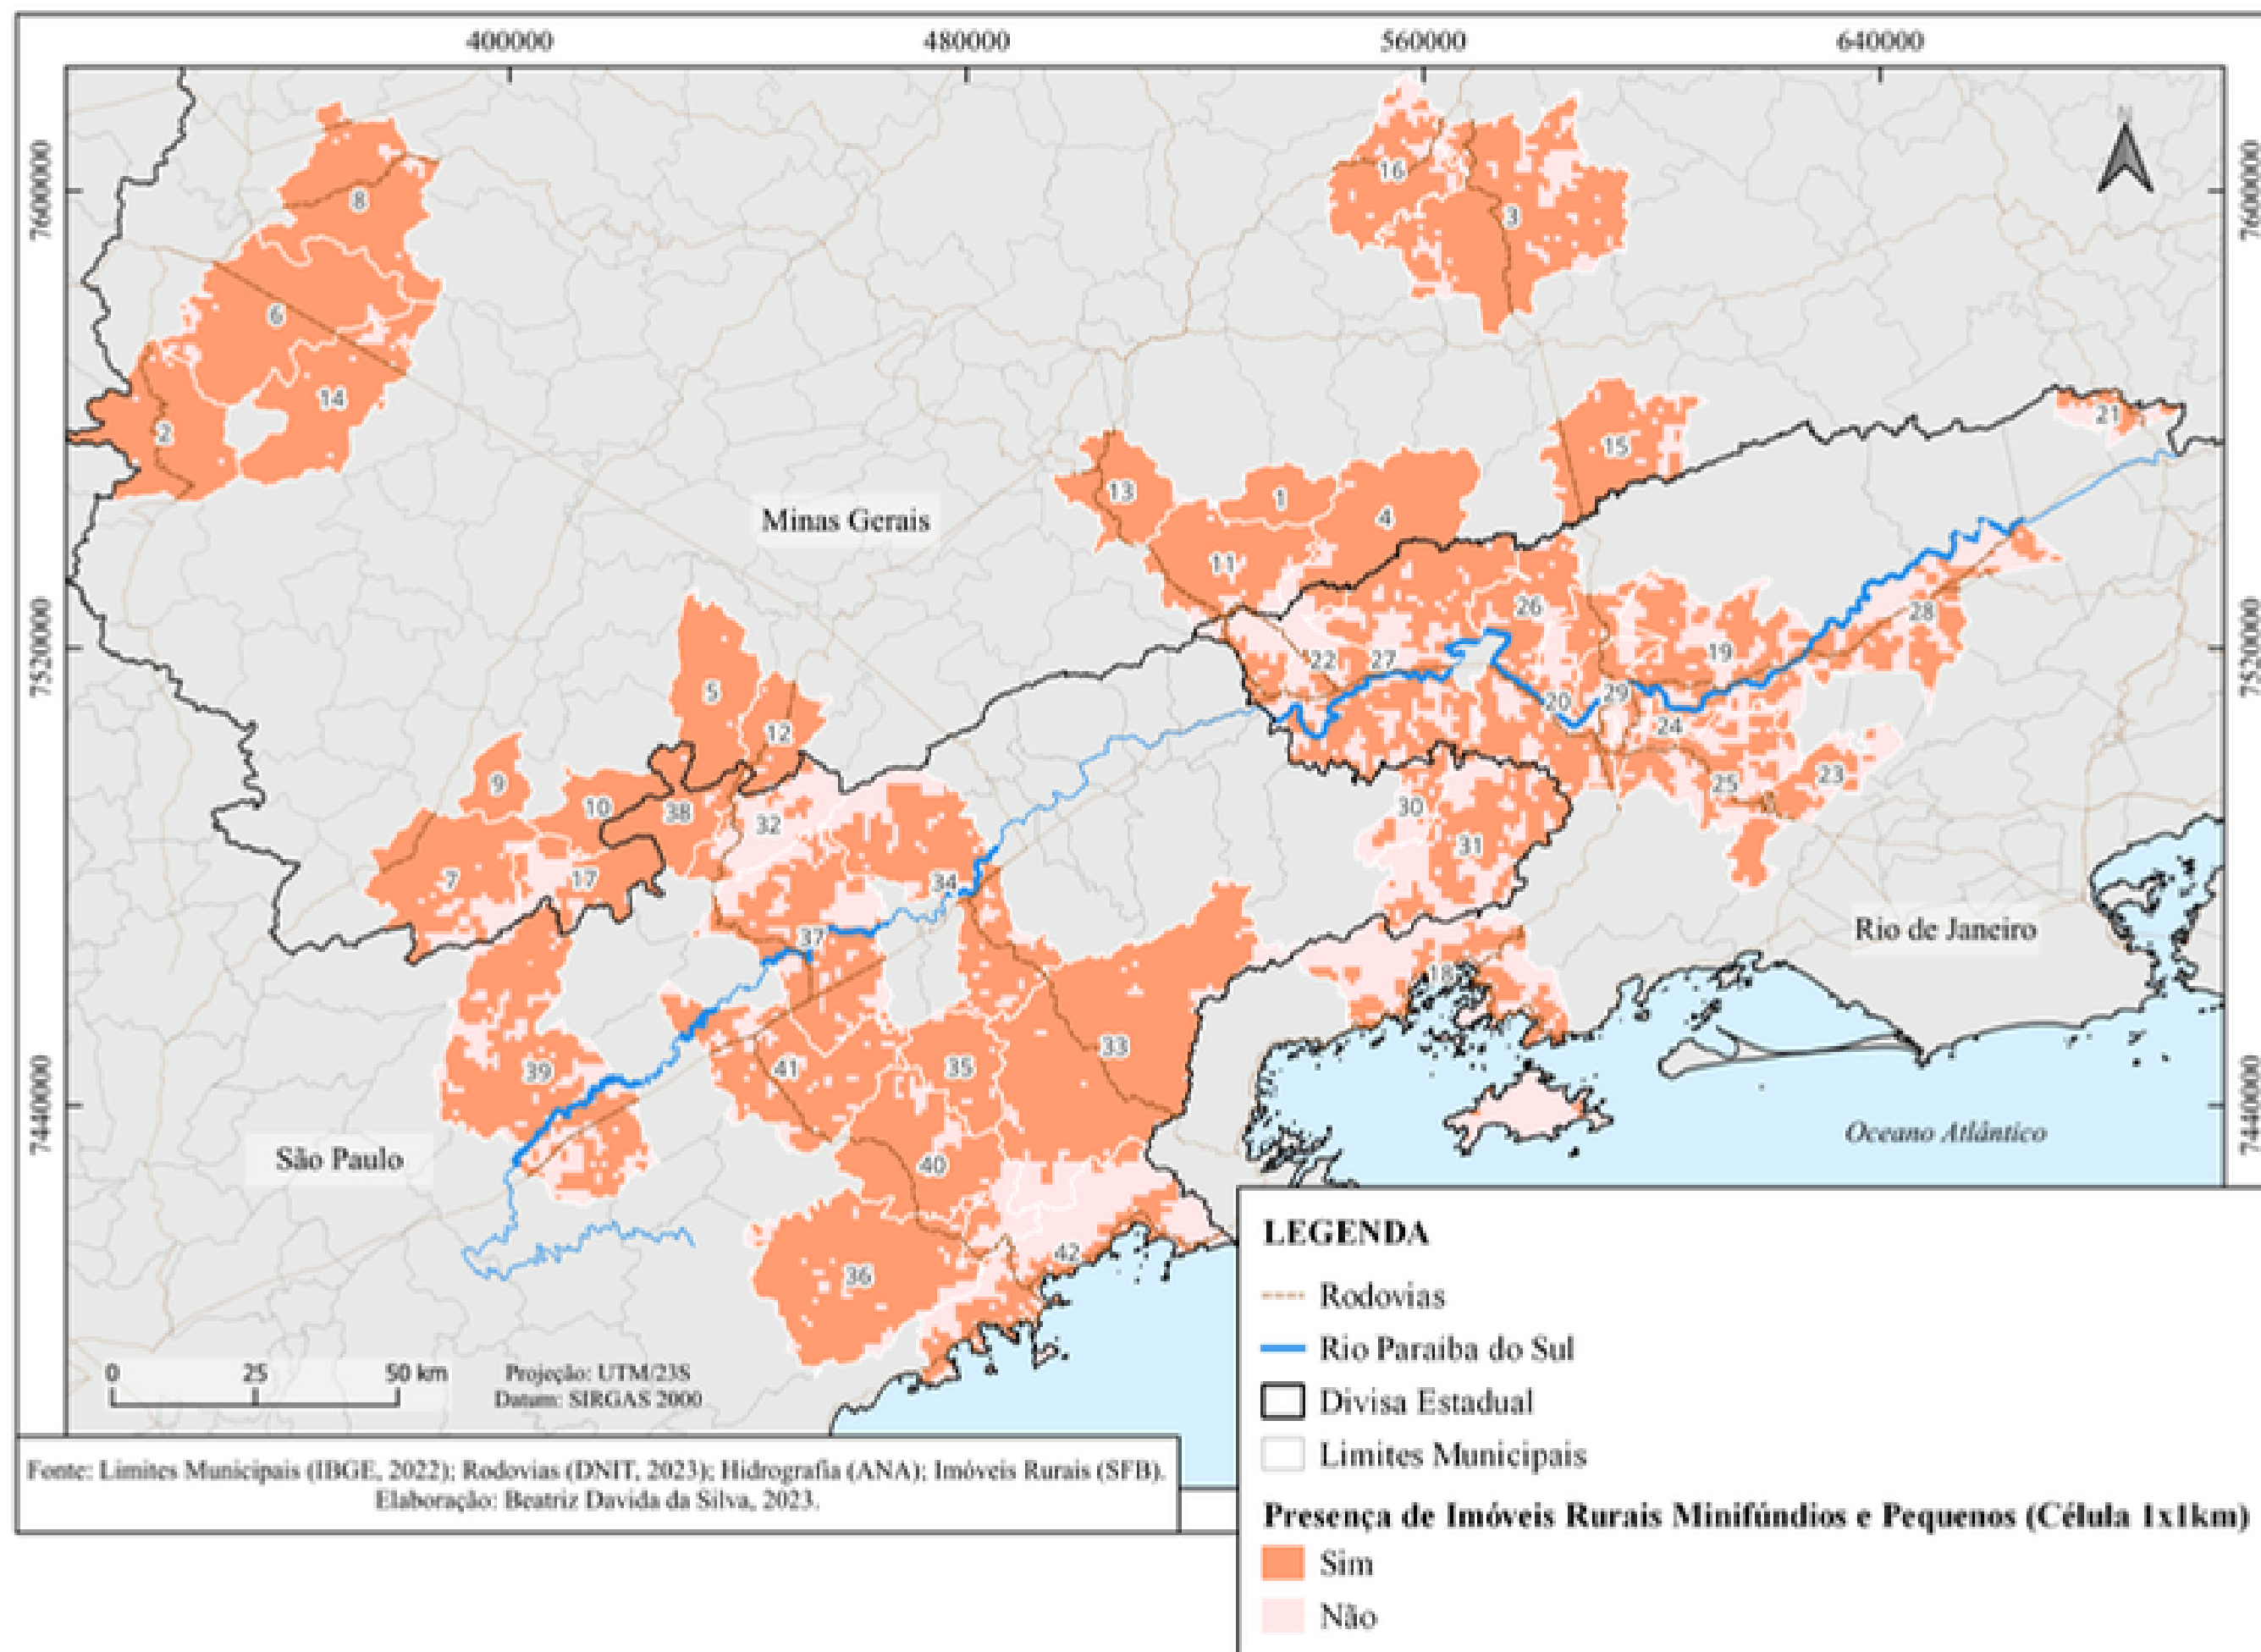 400000
480000
560000
640000
N
7600000
7600000
8
16
3
6
14
2
21
15
13
1
4
Minas Gerais
11
26
28
7520000
7520000
19
22
27
5
29
20
12
24
9
23
25
10
30
38
32
31
7
17
34
37
Rio de Janeiro
18
33
39
41
35
7440000
7440000
Oceano Atlântico
São Paulo
40
42
36
0 25 50 km
Projeção: UTM/23S
Datum: SIRGAS 2000
Fonte: Limites Municipais (IBGE, 2022); Rodovias (DNIT, 2023); Hidrografia (ANA); Imóveis Rurais (SFB).
Elaboração: Beatriz Davida da Silva, 2023.
LEGENDA
Rodovias
Rio Paraíba do Sul
Divisa Estadual
Limites Municipais
Presença de Imóveis Rurais Minifúndios e Pequenos (Célula 1x1km)
Sim
Não